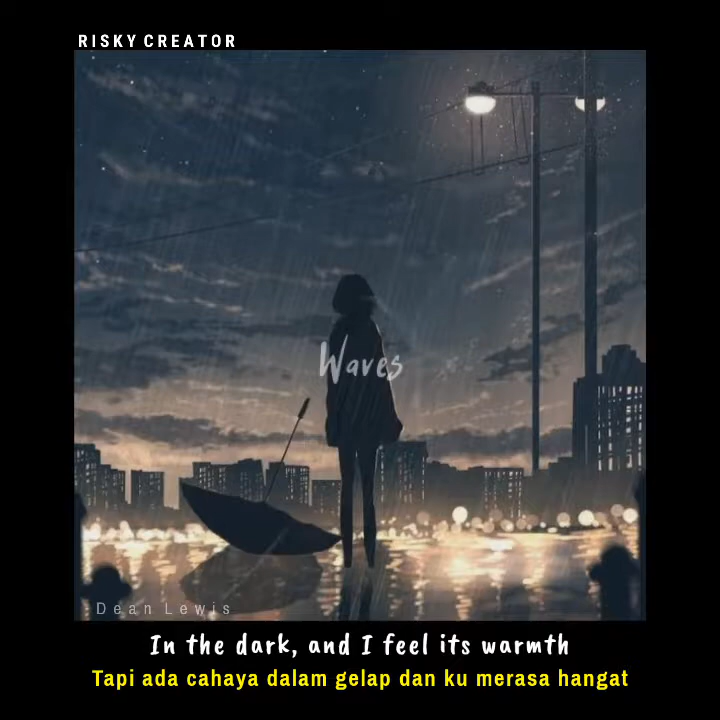 RISKY CREATOR
Waves
Dean Lewis
In the dark, and I feel its warmth
Tapi ada cahaya dalam gelap dan ku merasa hangat